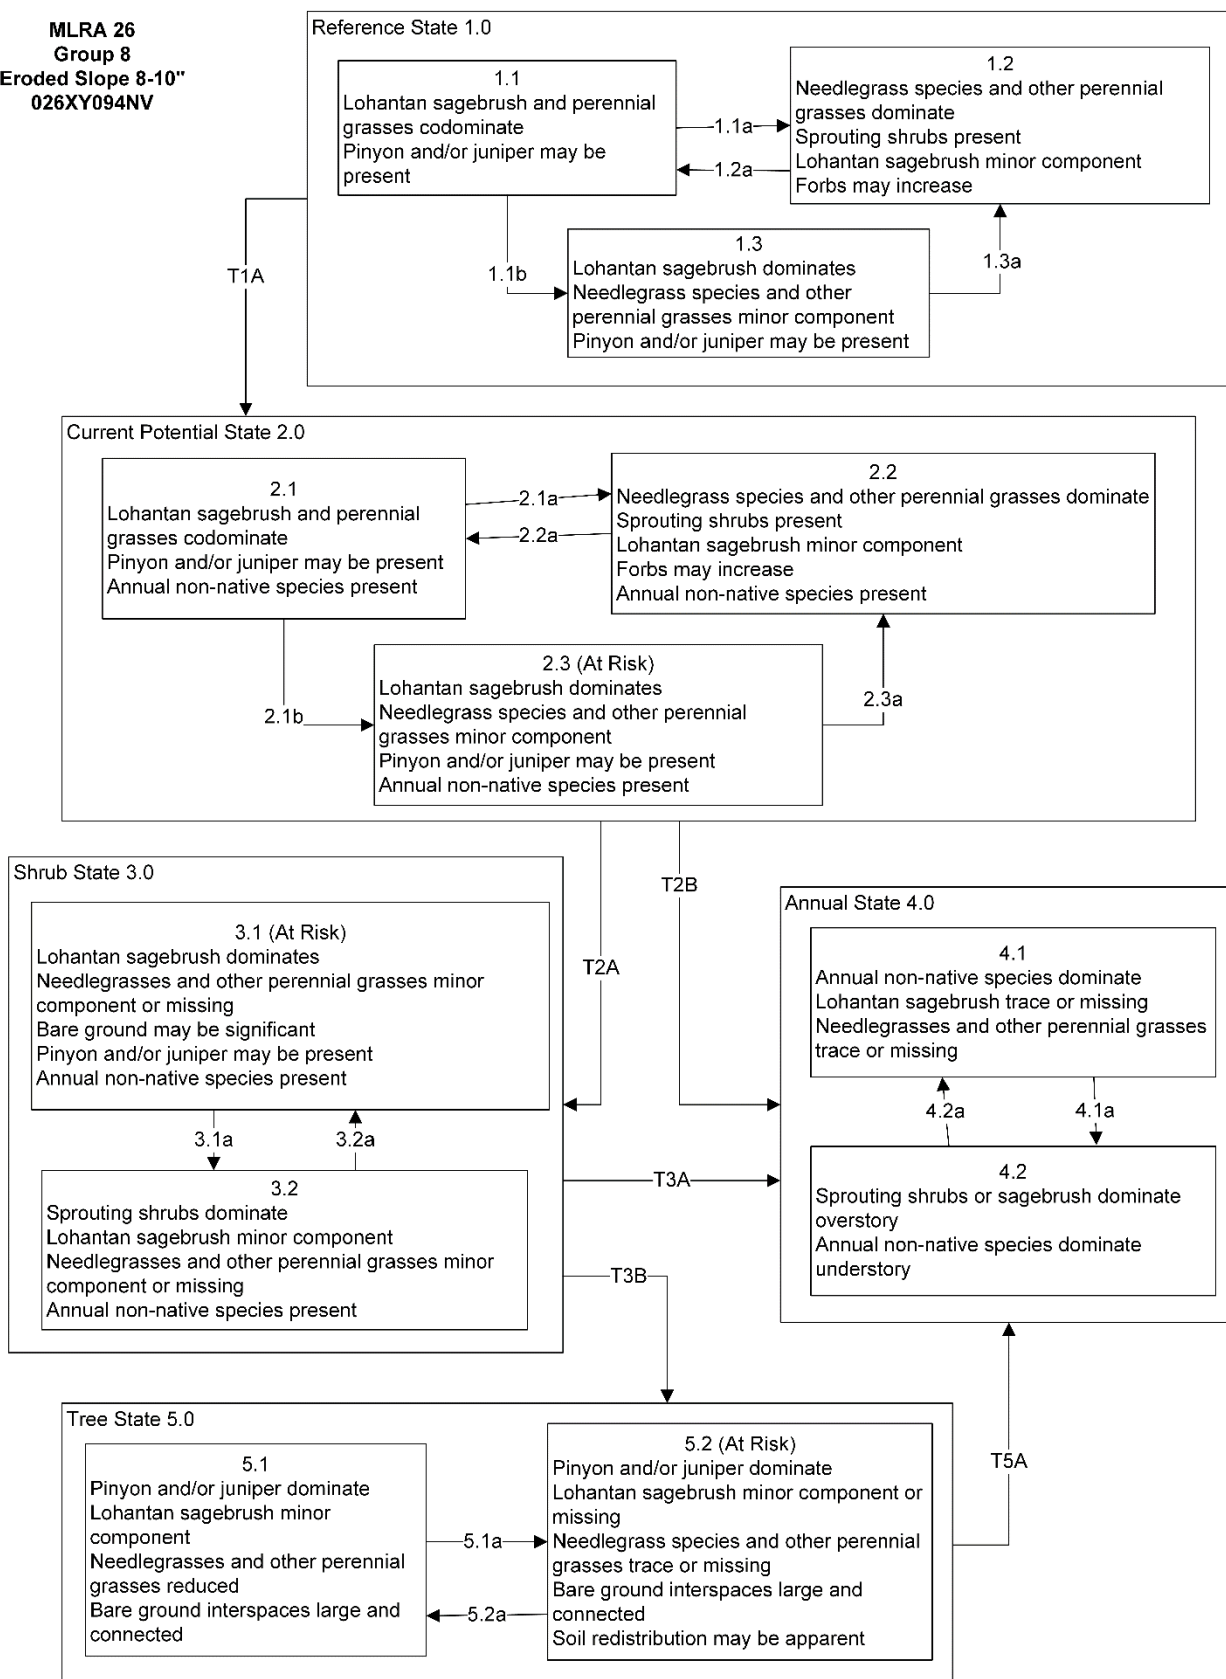 MLRA 26
Group 8
Eroded Slope 8-10"
026XY094NV
Reference State 1.0
1.1
Lohantan sagebrush and perennial
grasses codominate
Pinyon and/or juniper may be
present
1.1a
1.2a
1.2
Needlegrass species and other perennial
grasses dominate
Sprouting shrubs present
Lohantan sagebrush minor component
Forbs may increase
1.1b
1.3
Lohantan sagebrush dominates
Needlegrass species and other
perennial grasses minor component
Pinyon and/or juniper may be present
1.3a
T1A
Current Potential State 2.0
2.1
Lohantan sagebrush and perennial
grasses codominate
Pinyon and/or juniper may be present
Annual non-native species present
2.1a
2.2a
2.2
Needlegrass species and other perennial grasses dominate
Sprouting shrubs present
Lohantan sagebrush minor component
Forbs may increase
Annual non-native species present
2.1b
2.3 (At Risk)
Lohantan sagebrush dominates
Needlegrass species and other perennial
grasses minor component
Pinyon and/or juniper may be present
Annual non-native species present
2.3a
T2A
T2B
Shrub State 3.0
3.1 (At Risk)
Lohantan sagebrush dominates
Needlegrasses and other perennial grasses minor
component or missing
Bare ground may be significant
Pinyon and/or juniper may be present
Annual non-native species present
3.1a
3.2a
3.2
Sprouting shrubs dominate
Lohantan sagebrush minor component
Needlegrasses and other perennial grasses minor
component or missing
Annual non-native species present
T3A
T3B
Annual State 4.0
4.1
Annual non-native species dominate
Lohantan sagebrush trace or missing
Needlegrasses and other perennial grasses
trace or missing
4.2a
4.1a
4.2
Sprouting shrubs or sagebrush dominate
overstory
Annual non-native species dominate
understory
Tree State 5.0
5.1
Pinyon and/or juniper dominate
Lohantan sagebrush minor
component
Needlegrasses and other perennial
grasses reduced
Bare ground interspaces large and
connected
5.1a
5.2a
5.2 (At Risk)
Pinyon and/or juniper dominate
Lohantan sagebrush minor component or
missing
Needlegrass species and other perennial
grasses trace or missing
Bare ground interspaces large and
connected
Soil redistribution may be apparent
T5A